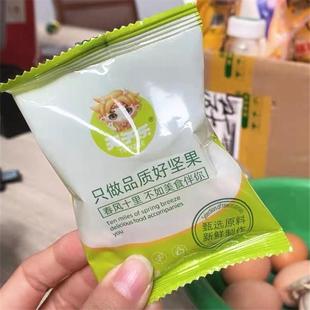 只做品质好坚果
春风十里 不如美食伴你
Ten miles of spring breeze
delicious food accompanies
you
甄选原料
新鲜制作